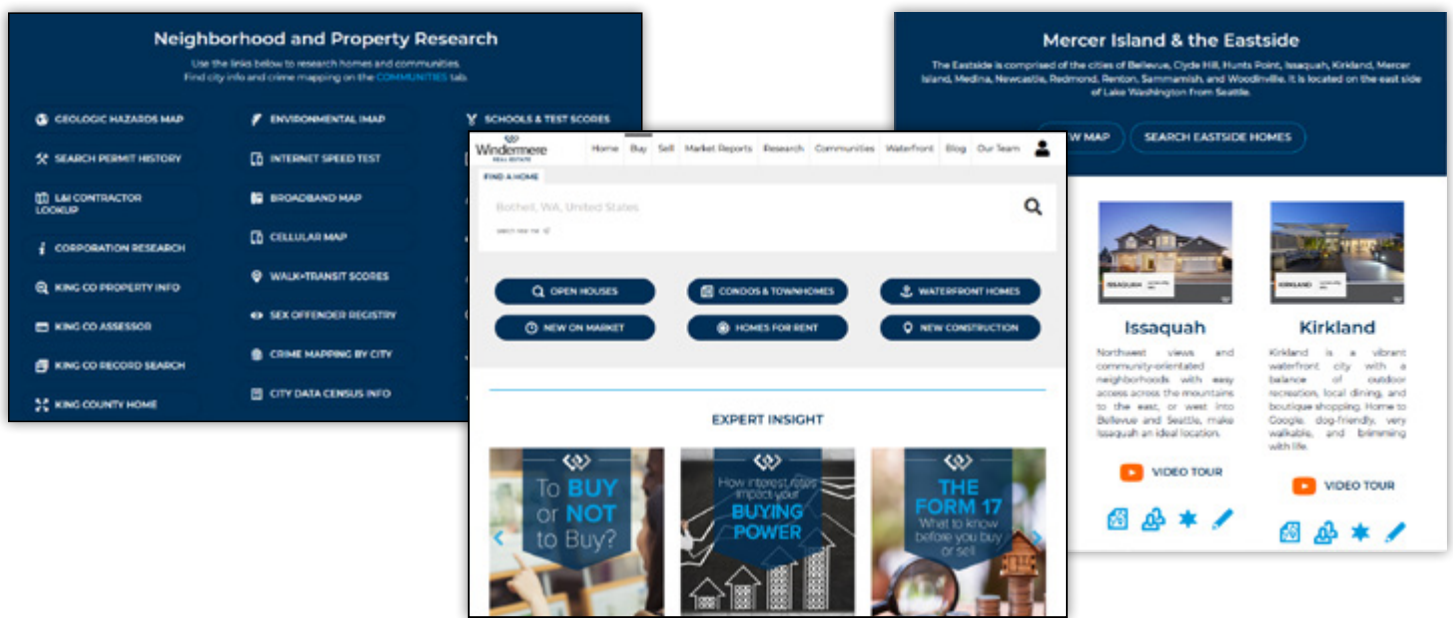 Neighborhood and Property Research
Use the links below to research homes and communities.
Find city info and crime mapping on the COMMUNITIES tab.
GEOLOGIC HAZARDS MAP
SEARCH PERMIT HISTORY
L&I CONTRACTOR
LOOKUP
CORPORATION RESEARCH
KING CO PROPERTY INFO
KING CO ASSESSOR
KING CO RECORD SEARCH
KING COUNTY HOME
ENVIRONMENTAL IMAP
INTERNET SPEED TEST
BROADBAND MAP
CELLULAR MAP
WALK+TRANSIT SCORES
SEX OFFENDER REGISTRY
CRIME MAPPING BY CITY
CITY DATA CENSUS INFO
SCHOOLS & TEST SCORES
Windermere
REAL ESTATE
Home Buy Sell Market Reports Research Communities Waterfront Blog Our Team
FIND A HOME
Bothell, WA, United States
OPEN HOUSES
CONDOS & TOWNHOMES
WATERFRONT HOMES
NEW ON MARKET
HOMES FOR RENT
NEW CONSTRUCTION
EXPERT INSIGHT
To BUY
or NOT
to Buy?
How interest rates
impact your
BUYING
POWER
THE
FORM 17
What to know
before you buy
or sell
Mercer Island & the Eastside
The Eastside is comprised of the cities of Bellevue, Clyde Hill, Hunts Point, Issaquah, Kirkland, Mercer
Island, Medina, Newcastle, Redmond, Renton, Sammamish, and Woodinville. It is located on the east side
of Lake Washington from Seattle.
W MAP
SEARCH EASTSIDE HOMES
ISSAQUAH
Issaquah
Northwest views and
community-orientated
neighborhoods with easy
access across the mountains
to the east, or west into
Bellevue and Seattle, make
Issaquah an ideal location.
VIDEO TOUR
KIRKLAND
Kirkland
Kirkland is a vibrant
waterfront city with a
balance of outdoor
recreation, local dining, and
boutique shopping. Home to
Google, dog-friendly, very
walkable, and brimming
with life.
VIDEO TOUR